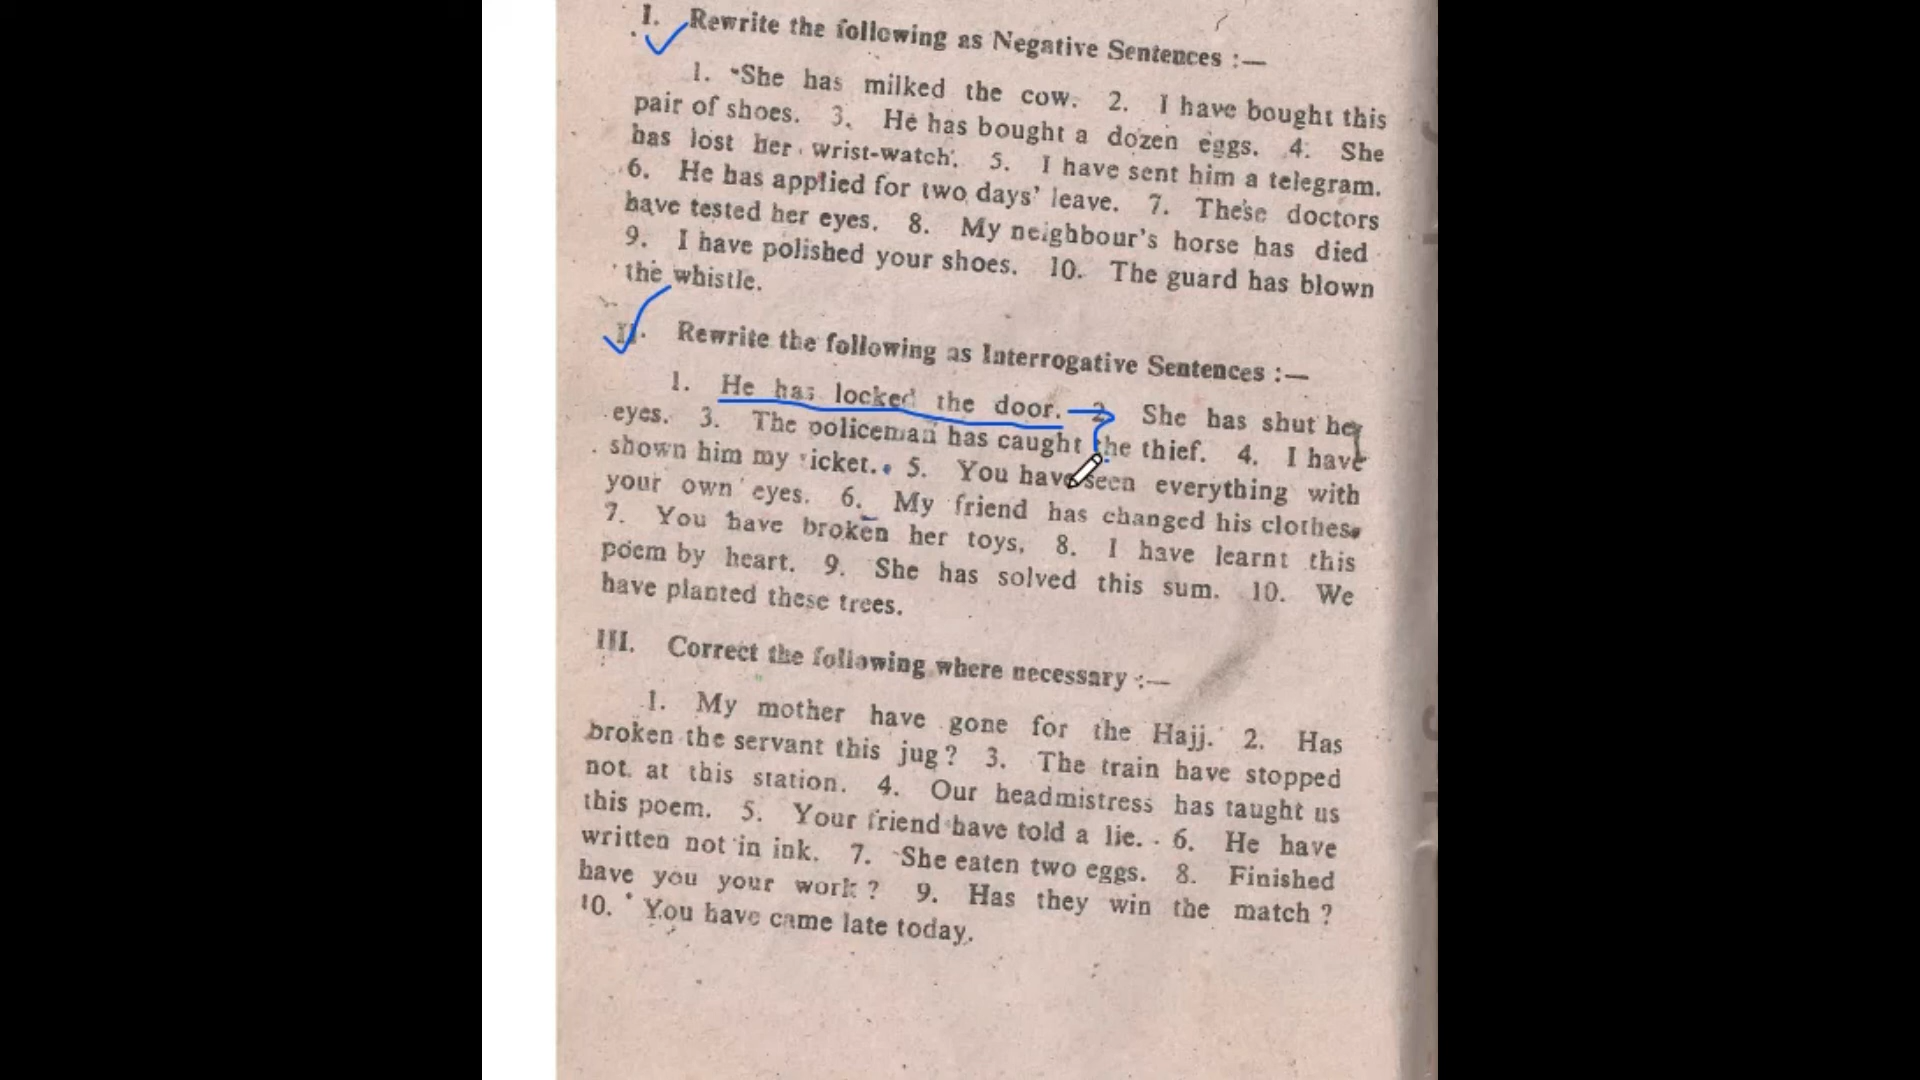 I. Rewrite the following as Negative Sentences :—
1. She has milked the cow. 2. I have bought this
pair of shoes. 3. He has bought a dozen eggs. 4. She
has lost her wrist-watch. 5. I have sent him a telegram.
6. He has applied for two days' leave. 7. These doctors
have tested her eyes. 8. My neighbour's horse has died
9. I have polished your shoes. 10. The guard has blown
the whistle.
II. Rewrite the following as Interrogative Sentences :—
1. He has locked the door. 2. She has shut her
eyes. 3. The policeman has caught the thief. 4. I have
shown him my ticket. 5. You have seen everything with
your own eyes. 6. My friend has changed his clothes.
7. You have broken her toys, 8. I have learnt this
poem by heart. 9. She has solved this sum. 10. We
have planted these trees.
III. Correct the following where necessary :—
1. My mother have gone for the Hajj. 2. Has
broken the servant this jug ? 3. The train have stopped
not at this station. 4. Our headmistress has taught us
this poem. 5. Your friend have told a lie. 6. He have
written not in ink. 7. She eaten two eggs. 8. Finished
have you your work ? 9. Has they win the match ?
10. You have came late today.